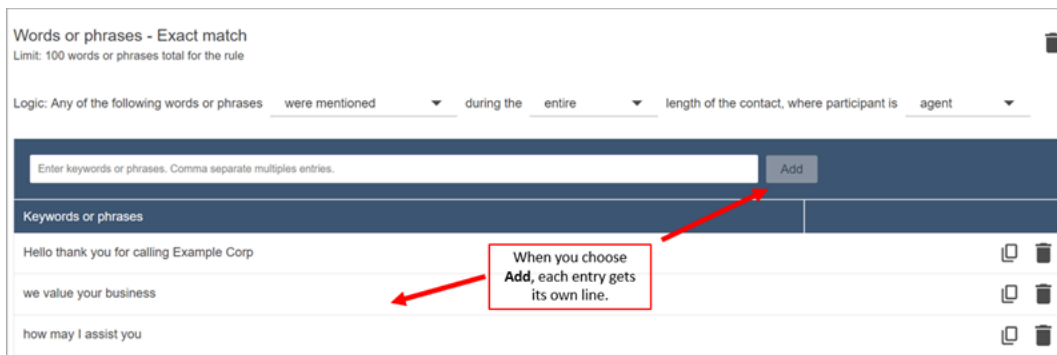 Words or phrases - Exact match
Limit: 100 words or phrases total for the rule
Logic: Any of the following words or phrases were mentioned during the entire length of the contact, where participant is agent
Enter keywords or phrases. Comma separate multiples entries. Add
Keywords or phrases
Hello thank you for calling Example Corp
we value your business
how may I assist you
When you choose
Add, each entry gets
its own line.